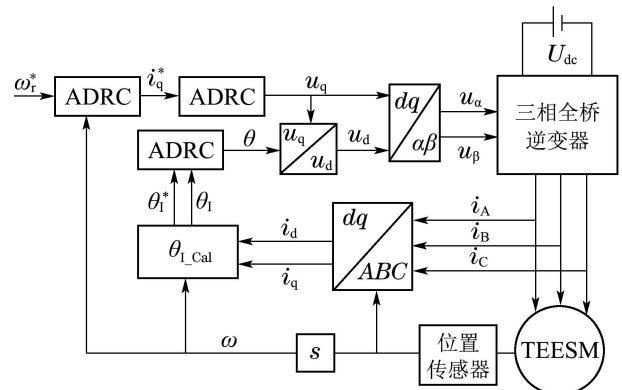 U_dc
ω_r^*
ADRC
i_q^*
ADRC
u_q
dq
αβ
u_α
u_β
三相全桥
逆变器
ADRC
θ
u_q
u_d
u_d
θ_I^*
θ_I
θ_I_Cal
i_d
i_q
dq
ABC
i_A
i_B
i_C
ω
s
位置
传感器
TEESM